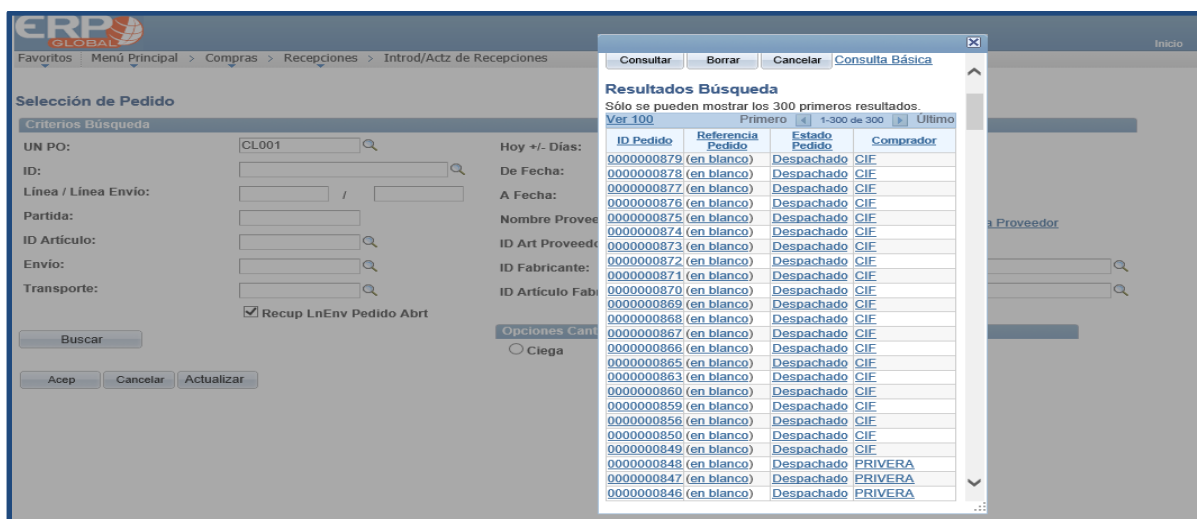 ERP
GLOBAL
Inicio
Favoritos Menú Principal > Compras > Recepciones > Introd/Actz de Recepciones
Selección de Pedido
Criterios Búsqueda
UN PO: CL001
ID:
Línea / Línea Envío: /
Partida:
ID Artículo:
Envío:
Transporte:
Recup LnEnv Pedido Abrt
Buscar
Acep Cancelar Actualizar
Hoy +/- Días:
De Fecha:
A Fecha:
Nombre Provee
a Proveedor
ID Art Proveedo
ID Fabricante:
ID Artículo Fab
Opciones Cant
Ciega
Consultar Borrar Cancelar Consulta Básica
Resultados Búsqueda
Sólo se pueden mostrar los 300 primeros resultados.
Ver 100 Primero 1-300 de 300 Último
ID Pedido Referencia Pedido Estado Pedido Comprador
0000000879 (en blanco) Despachado CIF
0000000878 (en blanco) Despachado CIF
0000000877 (en blanco) Despachado CIF
0000000876 (en blanco) Despachado CIF
0000000875 (en blanco) Despachado CIF
0000000874 (en blanco) Despachado CIF
0000000873 (en blanco) Despachado CIF
0000000872 (en blanco) Despachado CIF
0000000871 (en blanco) Despachado CIF
0000000870 (en blanco) Despachado CIF
0000000869 (en blanco) Despachado CIF
0000000868 (en blanco) Despachado CIF
0000000867 (en blanco) Despachado CIF
0000000866 (en blanco) Despachado CIF
0000000865 (en blanco) Despachado CIF
0000000863 (en blanco) Despachado CIF
0000000860 (en blanco) Despachado CIF
0000000859 (en blanco) Despachado CIF
0000000856 (en blanco) Despachado CIF
0000000850 (en blanco) Despachado CIF
0000000849 (en blanco) Despachado CIF
0000000848 (en blanco) Despachado PRIVERA
0000000847 (en blanco) Despachado PRIVERA
0000000846 (en blanco) Despachado PRIVERA